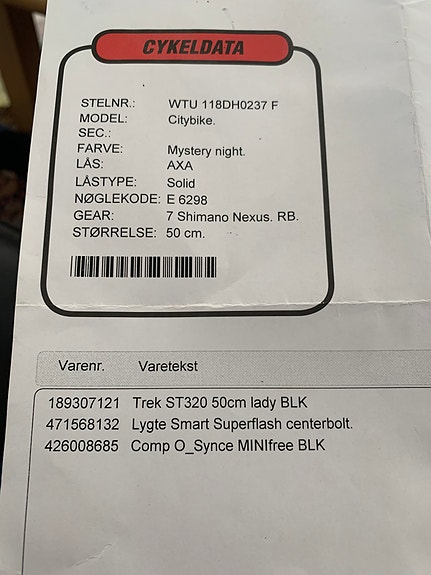 CYKELDATA
STELNR.: WTU 118DH0237 F
MODEL: Citybike.
SEC.:
FARVE: Mystery night.
LÅS: AXA
LÅSTYPE: Solid
NØGLEKODE: E 6298
GEAR: 7 Shimano Nexus. RB.
STØRRELSE: 50 cm.
Varenr. Varetekst
189307121 Trek ST320 50cm lady BLK
471568132 Lygte Smart Superflash centerbolt.
426008685 Comp O_Synce MINIfree BLK